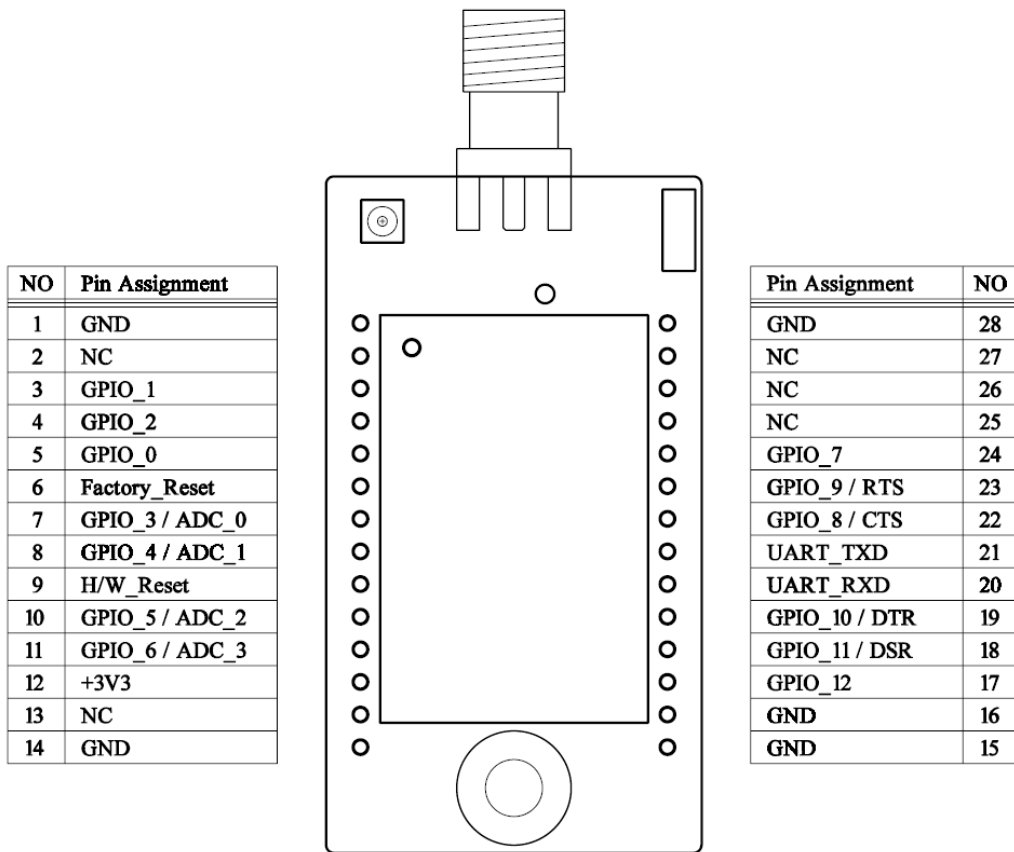 NO Pin Assignment
1 GND
2 NC
3 GPIO_1
4 GPIO_2
5 GPIO_0
6 Factory_Reset
7 GPIO_3 / ADC_0
8 GPIO_4 / ADC_1
9 H/W_Reset
10 GPIO_5 / ADC_2
11 GPIO_6 / ADC_3
12 +3V3
13 NC
14 GND
Pin Assignment NO
GND 28
NC 27
NC 26
NC 25
GPIO_7 24
GPIO_9 / RTS 23
GPIO_8 / CTS 22
UART_TXD 21
UART_RXD 20
GPIO_10 / DTR 19
GPIO_11 / DSR 18
GPIO_12 17
GND 16
GND 15